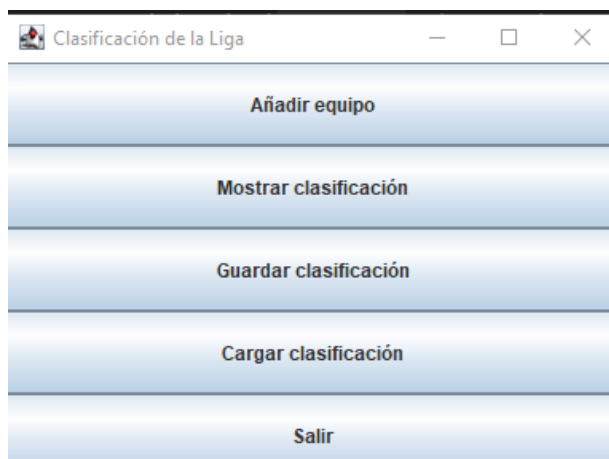 Clasificación de la Liga
Añadir equipo
Mostrar clasificación
Guardar clasificación
Cargar clasificación
Salir